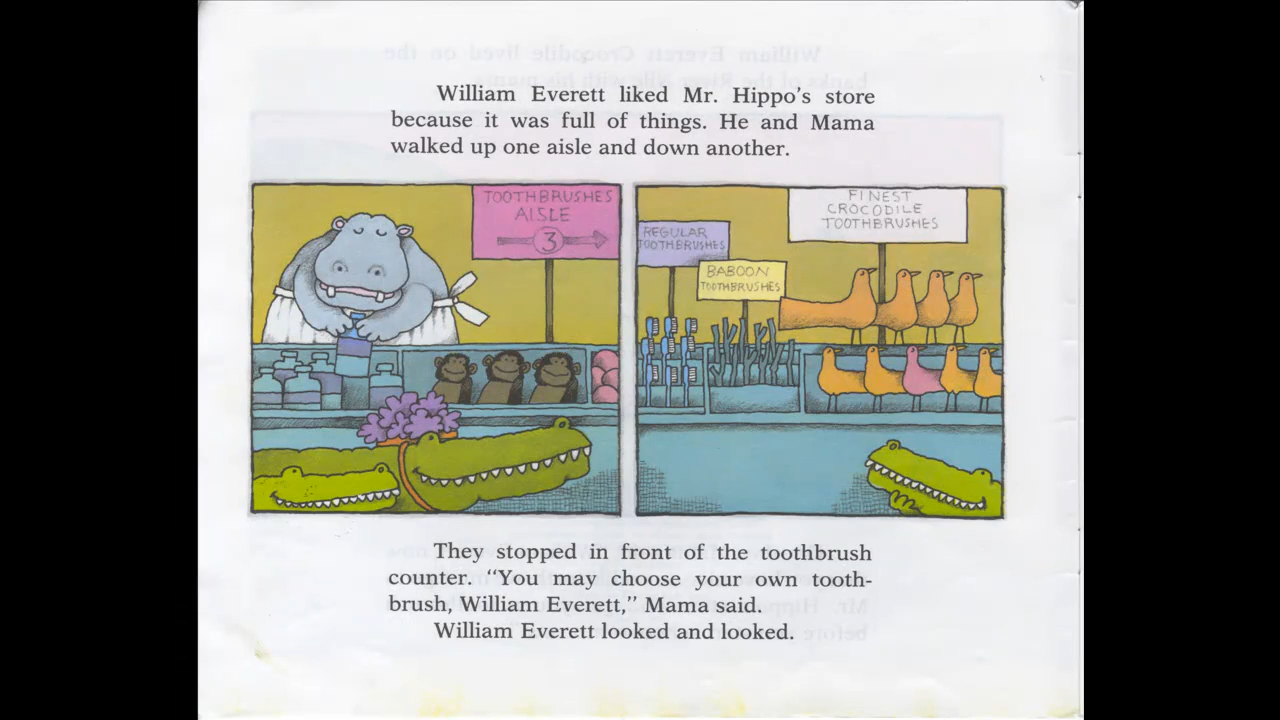 William Everett liked Mr. Hippo's store
because it was full of things. He and Mama
walked up one aisle and down another.
TOOTHBRUSHES
AISLE
3
REGULAR
TOOTHBRUSHES
BABOON
TOOTHBRUSHES
FINEST
CROCODILE
TOOTHBRUSHES
They stopped in front of the toothbrush
counter. “You may choose your own tooth-
brush, William Everett,” Mama said.
William Everett looked and looked.